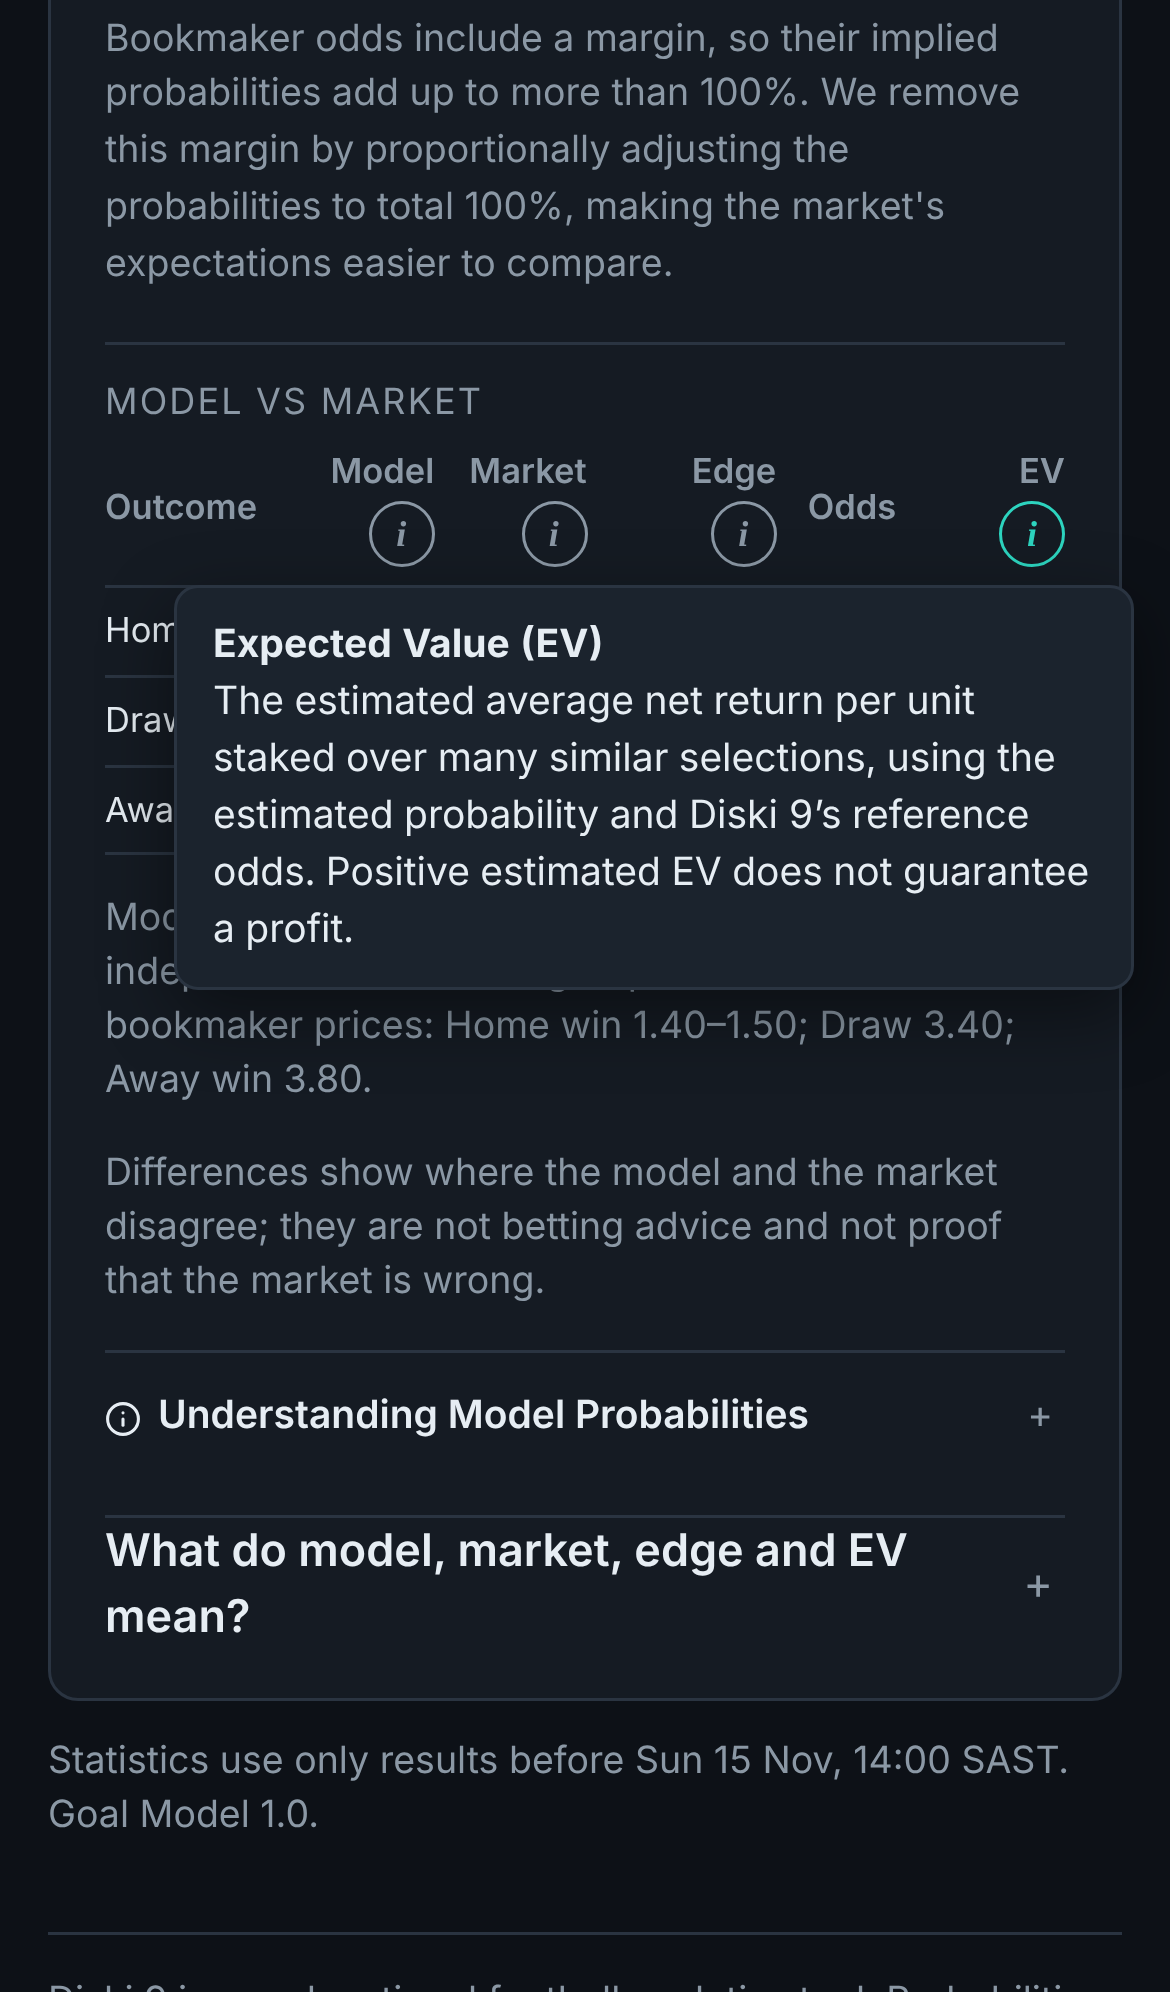 Bookmaker odds include a margin, so their implied
probabilities add up to more than 100%. We remove
this margin by proportionally adjusting the
probabilities to total 100%, making the market's
expectations easier to compare.
MODEL VS MARKET
Outcome Model i Market i Edge i Odds EV i
Expected Value (EV)
The estimated average net return per unit
staked over many similar selections, using the
estimated probability and Diski 9’s reference
odds. Positive estimated EV does not guarantee
a profit.
bookmaker prices: Home win 1.40–1.50; Draw 3.40;
Away win 3.80.
Differences show where the model and the market
disagree; they are not betting advice and not proof
that the market is wrong.
Understanding Model Probabilities +
What do model, market, edge and EV
mean? +
Statistics use only results before Sun 15 Nov, 14:00 SAST.
Goal Model 1.0.